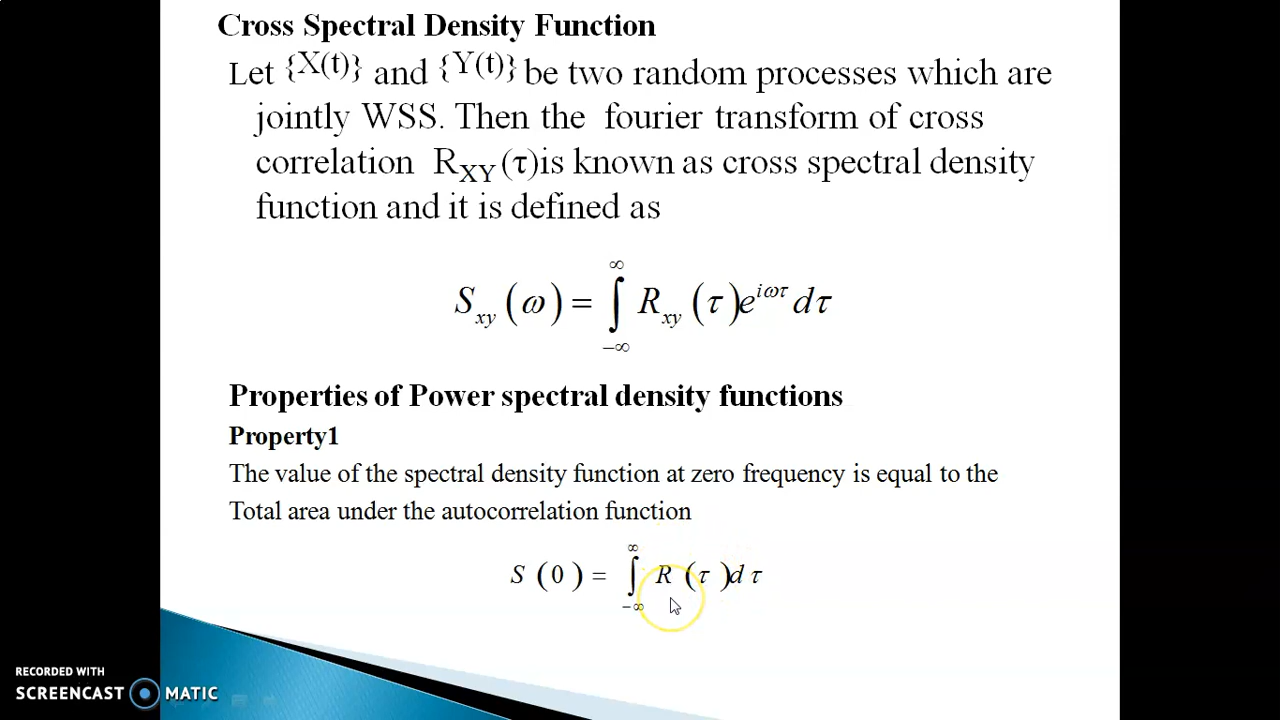 Cross Spectral Density Function
Let {X(t)} and {Y(t)} be two random processes which are
jointly WSS. Then the fourier transform of cross
correlation R_XY(τ)is known as cross spectral density
function and it is defined as
S_xy(ω) = ∫_{-∞}^{∞} R_xy(τ)e^{iωτ} dτ
Properties of Power spectral density functions
Property1
The value of the spectral density function at zero frequency is equal to the
Total area under the autocorrelation function
S (0) = ∫_{-∞}^{∞} R (τ)d τ
RECORDED WITH
SCREENCAST MATIC